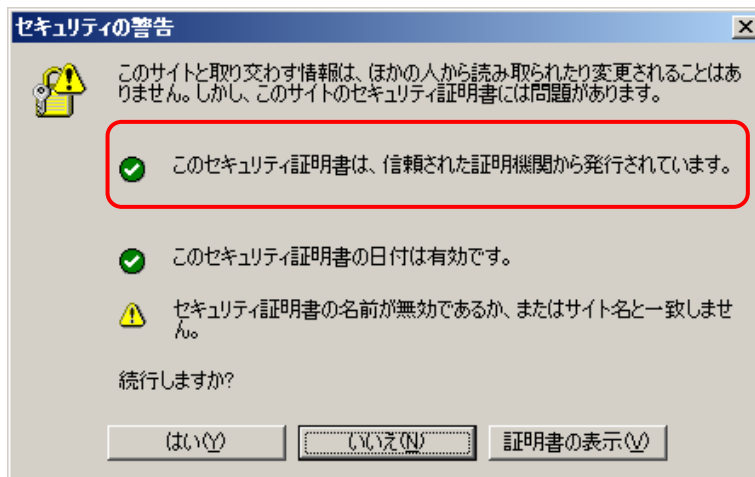 セキュリティの警告
このサイトと取り交わす情報は、ほかの人から読み取られたり変更されることはあ
りません。しかし、このサイトのセキュリティ証明書には問題があります。
このセキュリティ証明書は、信頼された証明機関から発行されています。
このセキュリティ証明書の日付は有効です。
セキュリティ証明書の名前が無効であるか、またはサイト名と一致しませ
ん。
続行しますか?
はい(Y) いいえ(N) 証明書の表示(V)